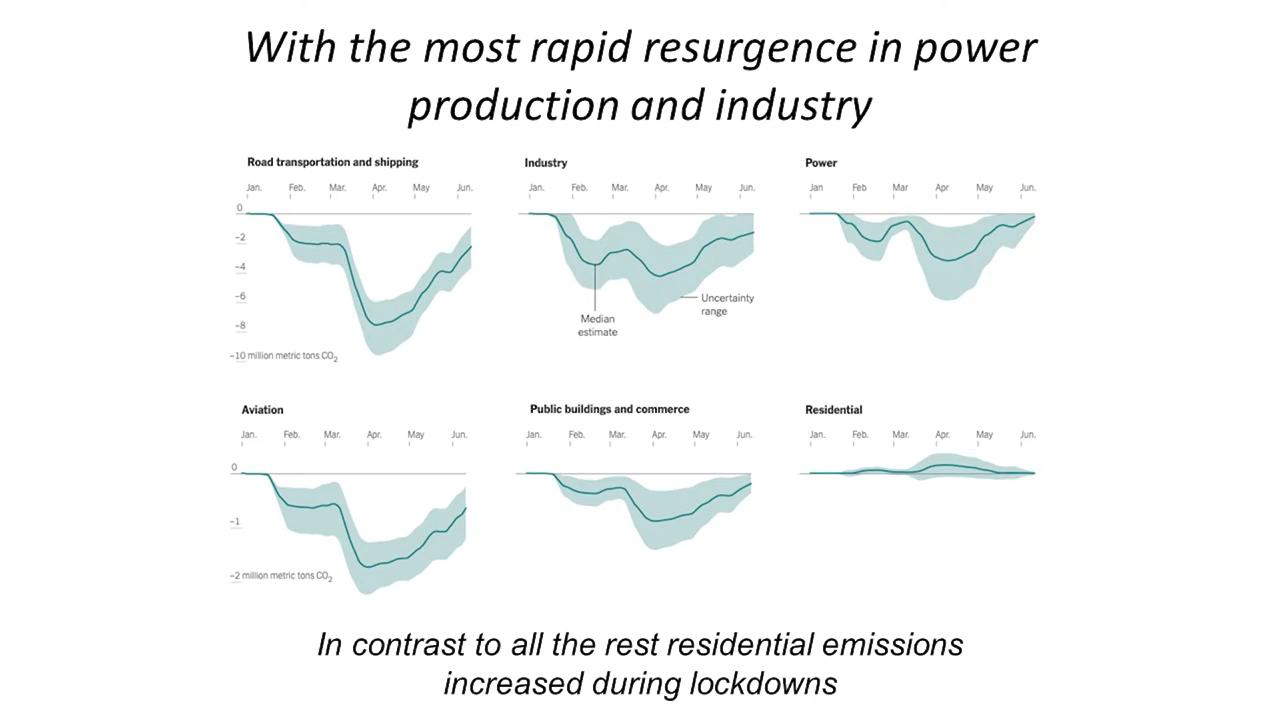 With the most rapid resurgence in power
production and industry
Road transportation and shipping
Jan. Feb. Mar. Apr. May Jun.
0
–2
–4
–6
–8
–10 million metric tons CO2
Industry
Jan. Feb. Mar. Apr. May Jun.
Median
estimate
Uncertainty
range
Power
Jan Feb Mar Apr May Jun.
Aviation
Jan. Feb. Mar. Apr. May Jun.
0
–1
–2 million metric tons CO2
Public buildings and commerce
Jan. Feb. Mar. Apr. May Jun.
Residential
Jan. Feb. Mar. Apr. May Jun.
In contrast to all the rest residential emissions
increased during lockdowns